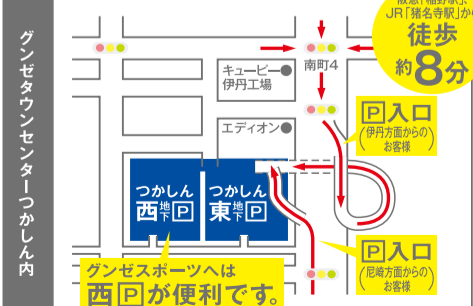 グンゼタウンセンターつかしん内
阪急「稲野駅」、
JR「猪名寺駅」から
徒歩
約8分
南町4
キューピー
伊丹工場
エディオン
P入口
(伊丹方面からの
お客様)
つかしん
西地下P
つかしん
東地下P
P入口
(尼崎方面からの
お客様)
グンゼスポーツへは
西Pが便利です。